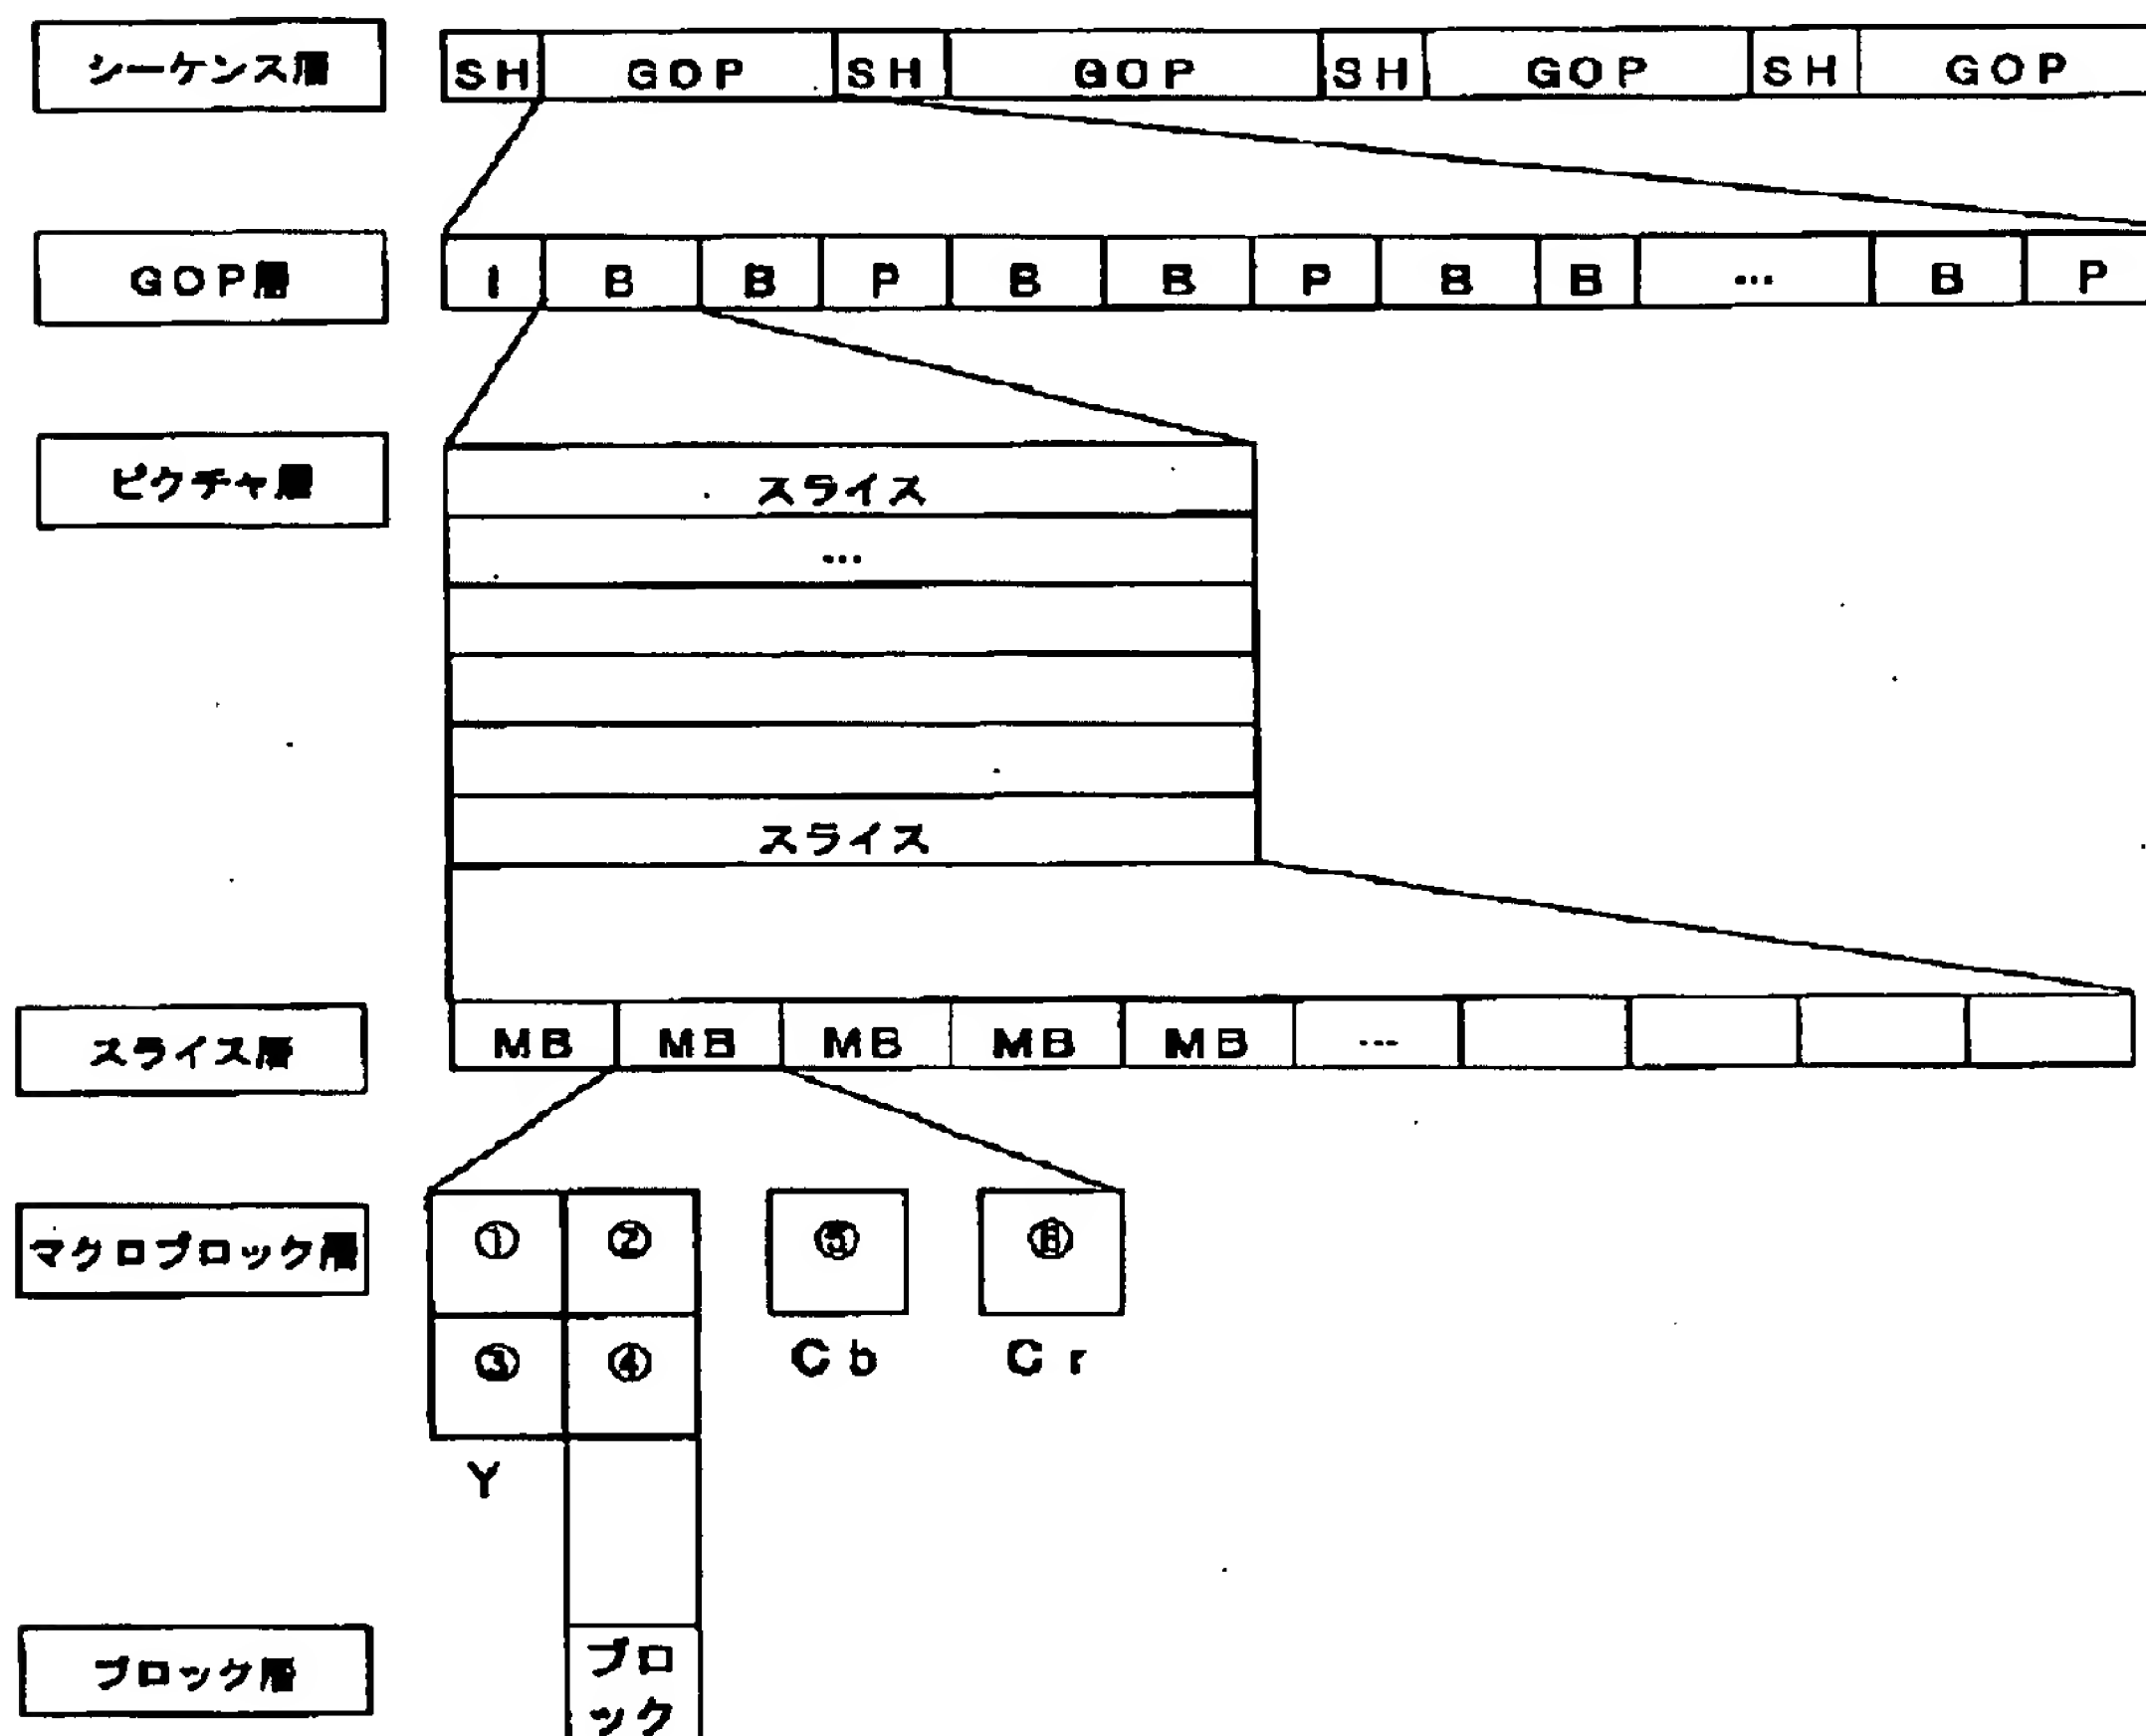 シーケンス層 SH GOP SH GOP SH GOP SH GOP
GOP層 I B B P B B P B B … B P
ピクチャ層
スライス
…
スライス
スライス層 MB MB MB MB MB …
マクロブロック層 ① ② ⑤ ⑥
③ ④ Cb Cr
Y
ブロック層 ブロ
ック